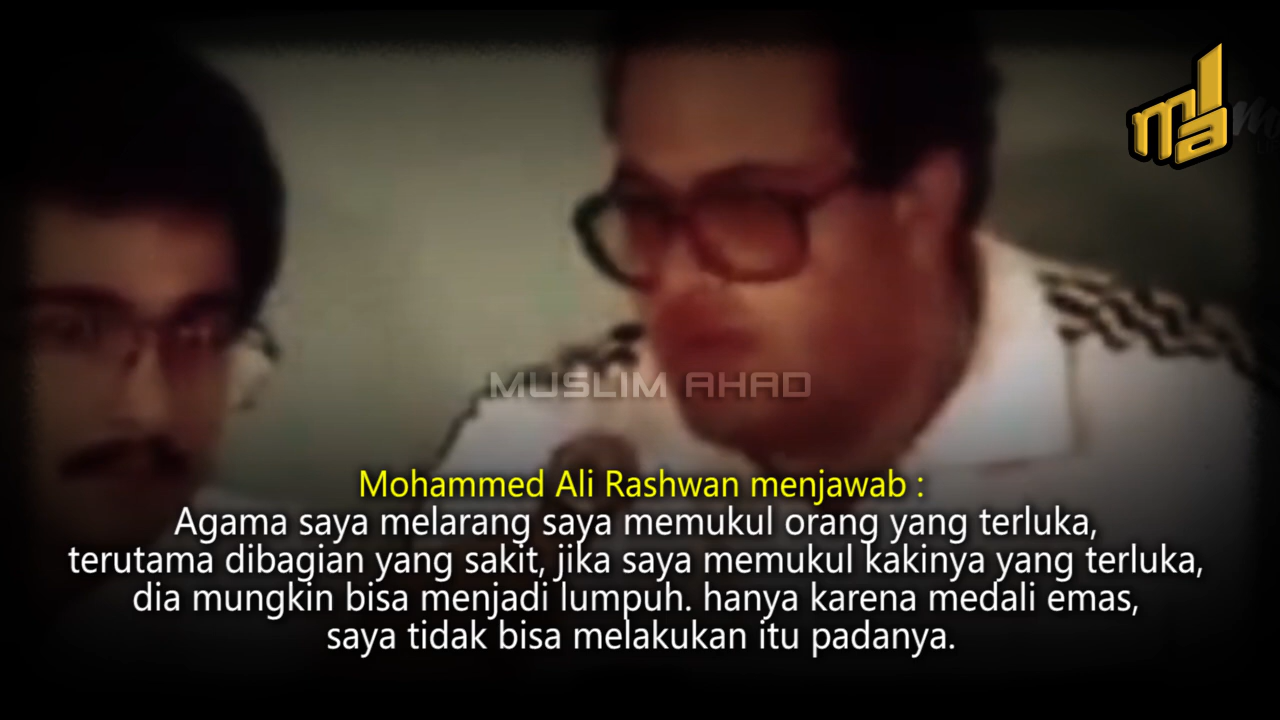 mla
MUSLIM AHAD
Mohammed Ali Rashwan menjawab :
Agama saya melarang saya memukul orang yang terluka,
terutama dibagian yang sakit, jika saya memukul kakinya yang terluka,
dia mungkin bisa menjadi lumpuh. hanya karena medali emas,
saya tidak bisa melakukan itu padanya.